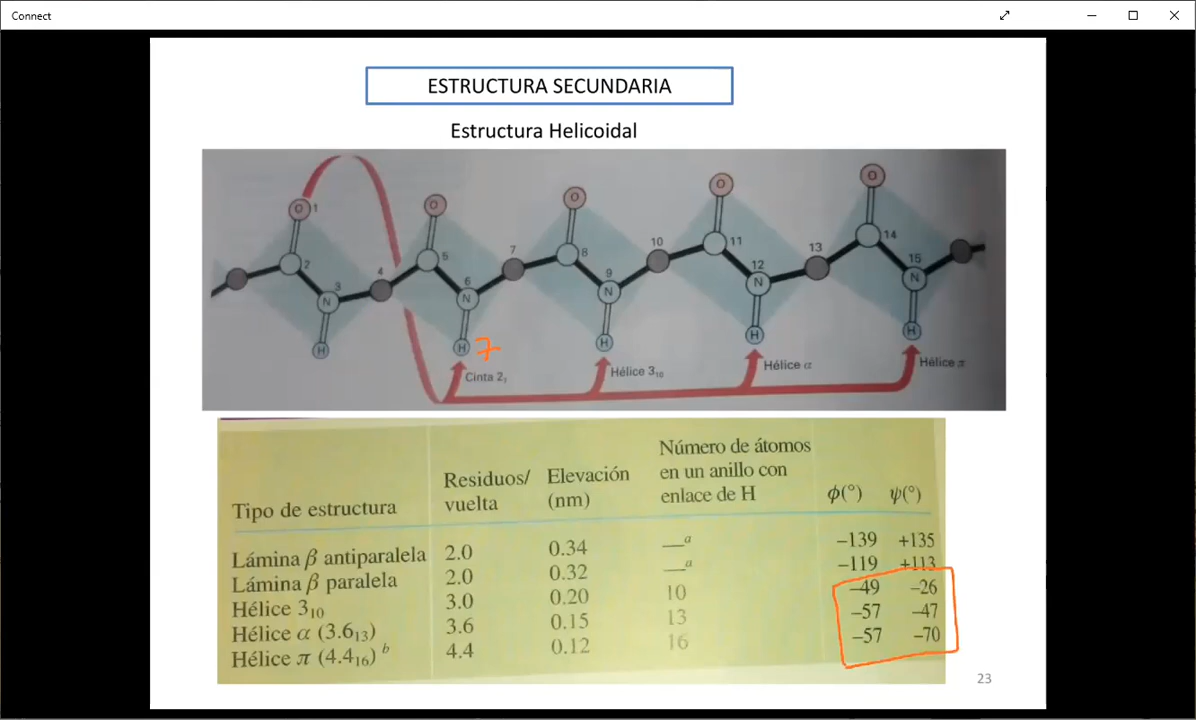 Connect
ESTRUCTURA SECUNDARIA
Estructura Helicoidal
O 1 O O O O
2 3 4 5 6 7 8 9 10 11 12 13 14 15
N N N N N
H H 7 H H H
Cinta 2₇ Hélice 3₁₀ Hélice α Hélice π
Tipo de estructura Residuos/ vuelta Elevación (nm) Número de átomos en un anillo con enlace de H ϕ(°) ψ(°)
Lámina β antiparalela 2.0 0.34 —ᵃ –139 +135
Lámina β paralela 2.0 0.32 —ᵃ –119 +113
Hélice 3₁₀ 3.0 0.20 10 –49 –26
Hélice α (3.6₁₃) 3.6 0.15 13 –57 –47
Hélice π (4.4₁₆) ᵇ 4.4 0.12 16 –57 –70
23